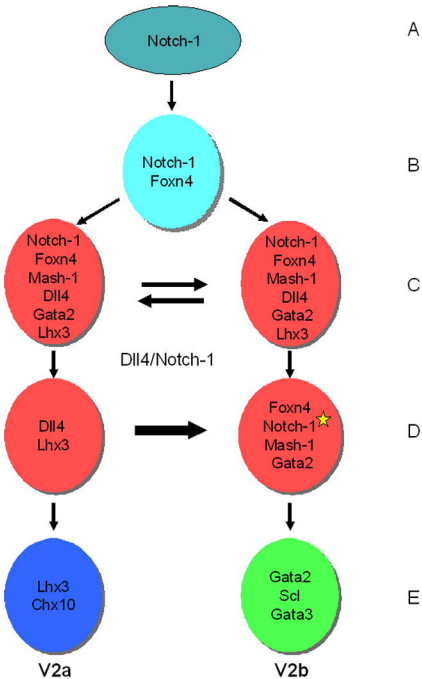 Notch-1
A
Notch-1
Foxn4
B
Notch-1
Foxn4
Mash-1
Dll4
Gata2
Lhx3
Notch-1
Foxn4
Mash-1
Dll4
Gata2
Lhx3
C
Dll4/Notch-1
Dll4
Lhx3
Foxn4
Notch-1
Mash-1
Gata2
D
Lhx3
Chx10
Gata2
Scl
Gata3
E
V2a
V2b